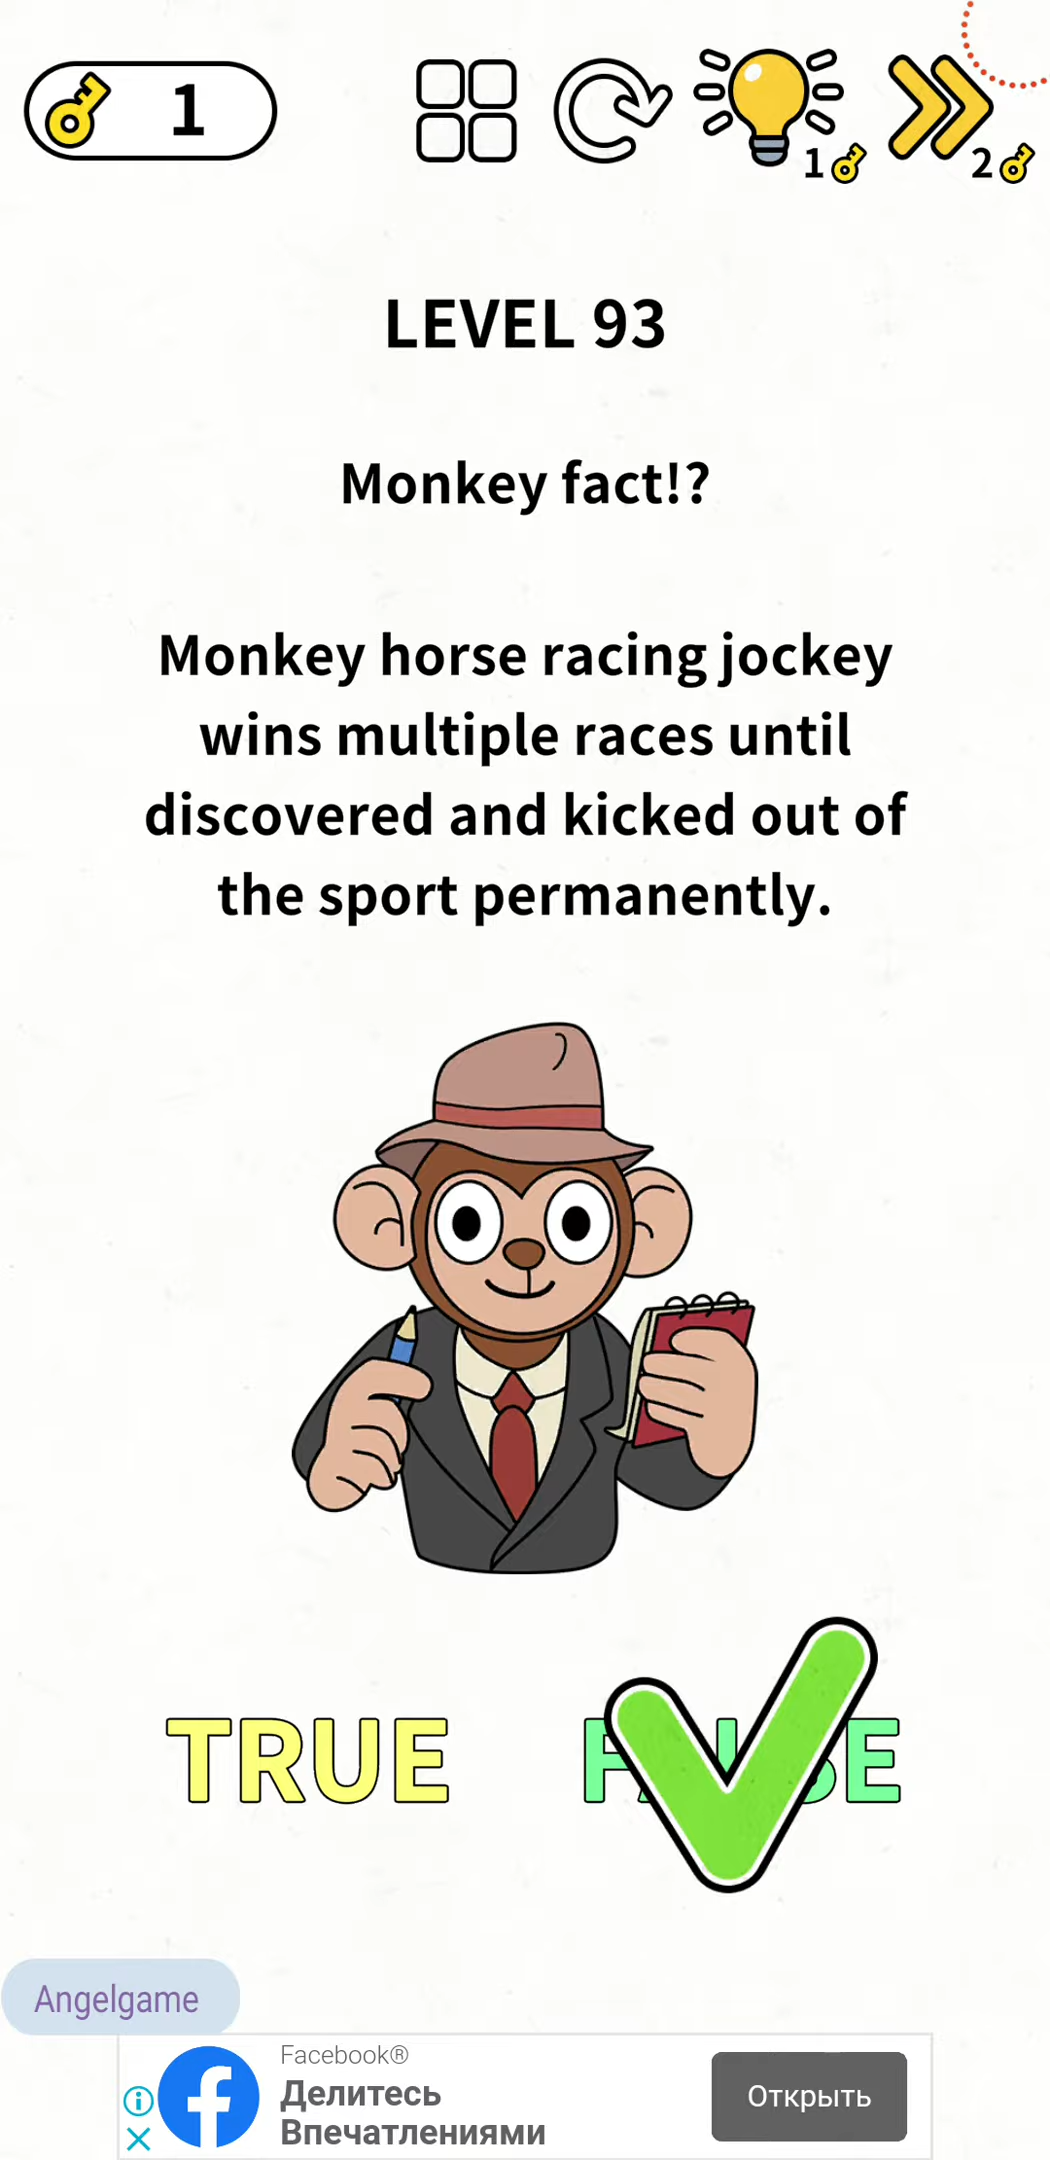 1
1
2
LEVEL 93
Monkey fact!?
Monkey horse racing jockey
wins multiple races until
discovered and kicked out of
the sport permanently.
TRUE
FALSE
Angelgame
Facebook®
Делитесь
Впечатлениями
Открыть